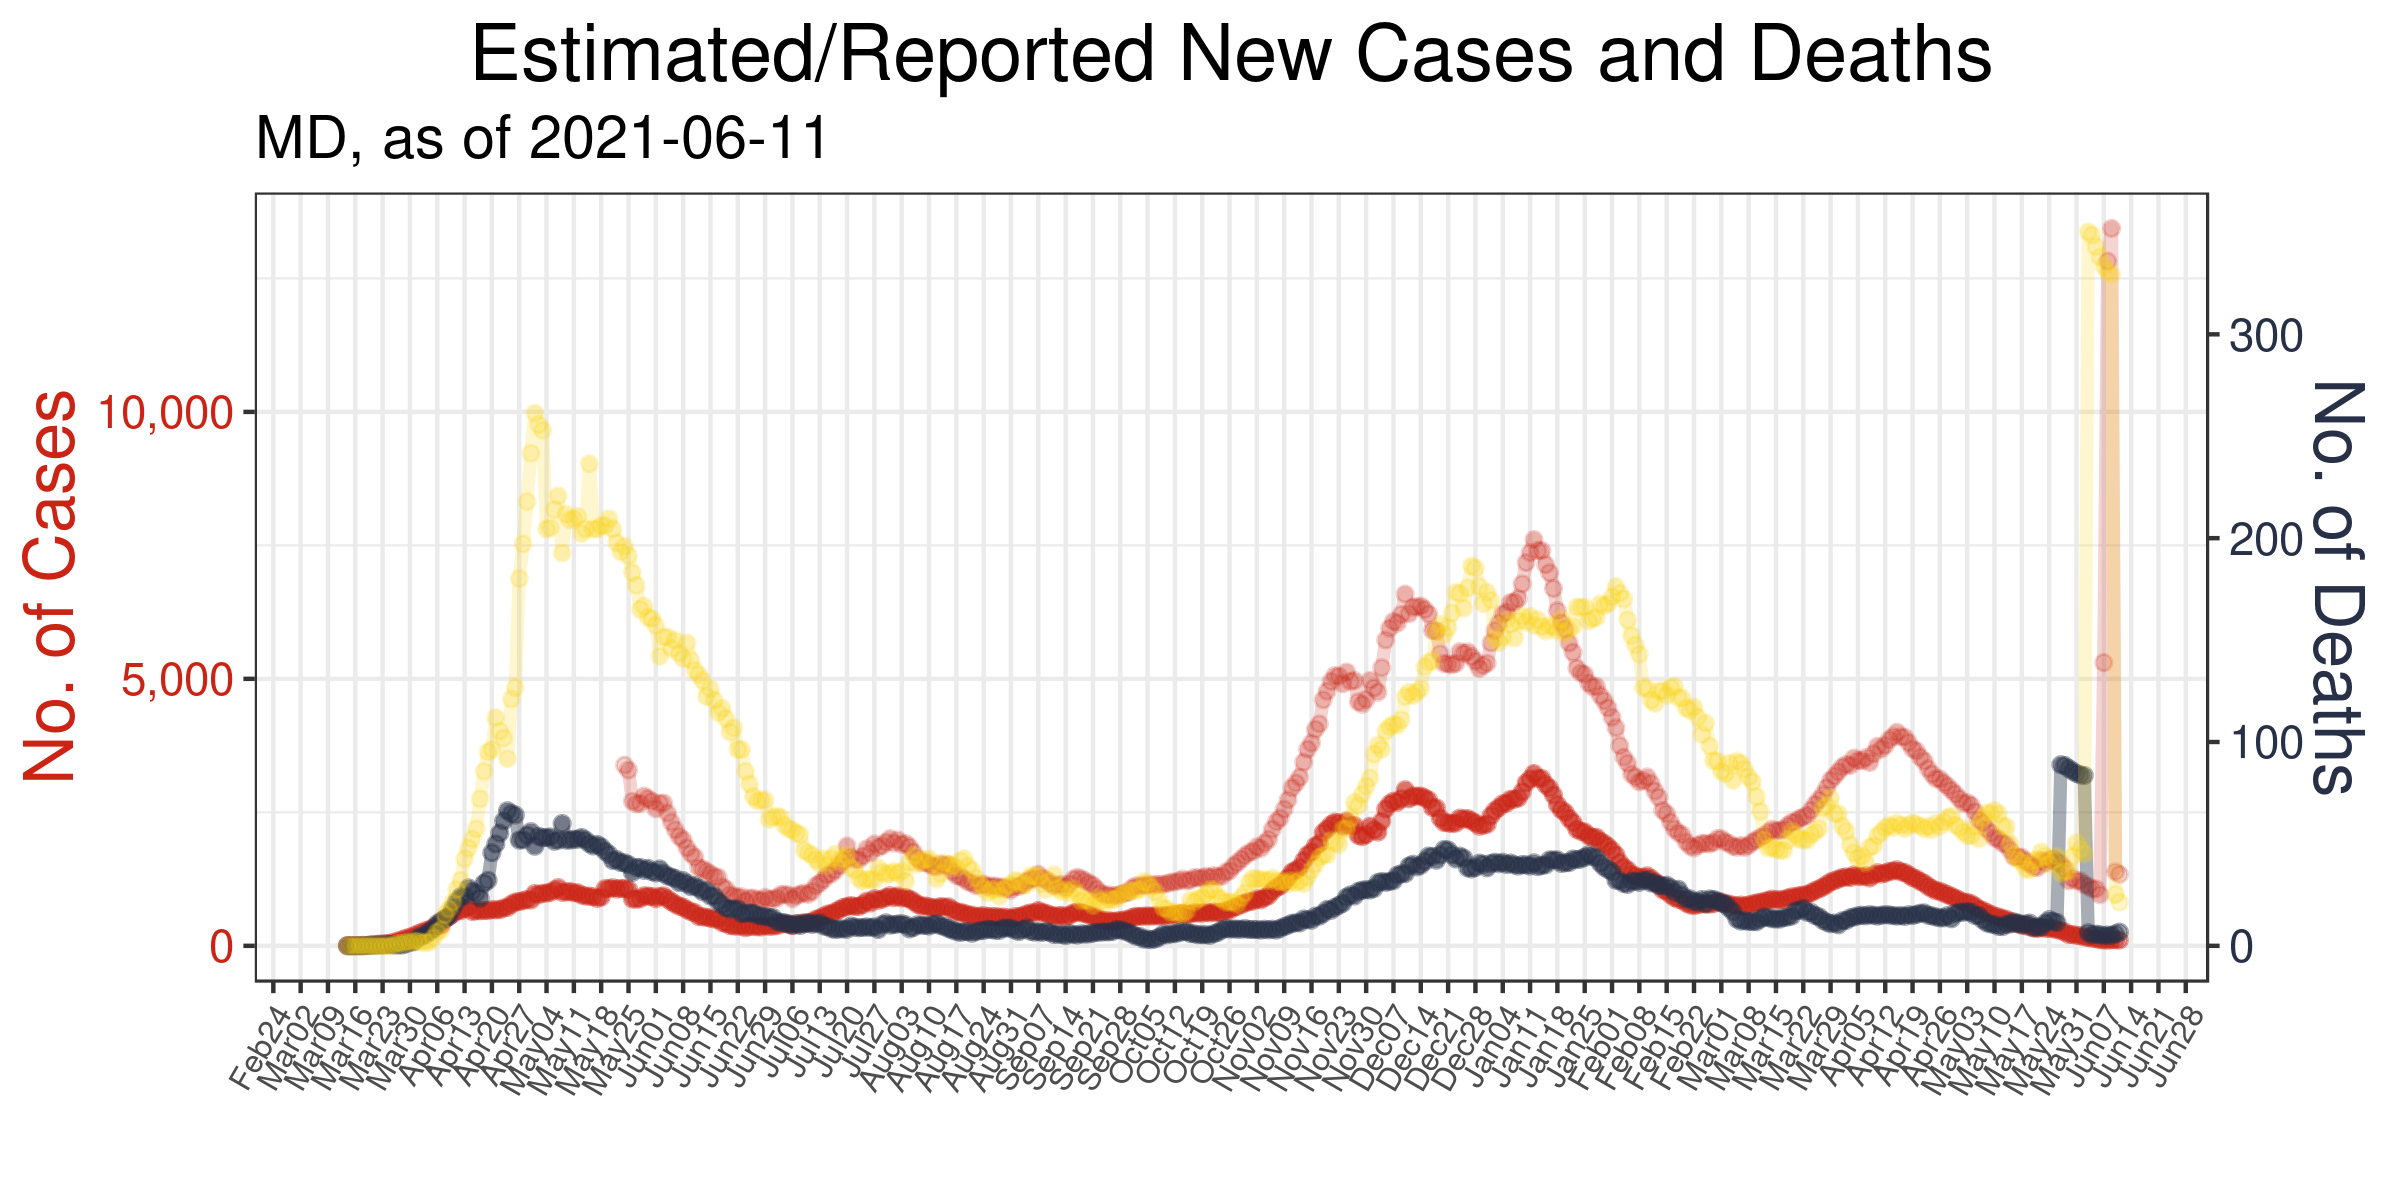 Estimated/Reported New Cases and Deaths
MD, as of 2021-06-11
No. of Cases
10,000
5,000
0
300
200
100
0
No. of Deaths
Feb24
Mar02
Mar09
Mar16
Mar23
Mar30
Apr06
Apr13
Apr20
Apr27
May04
May11
May18
May25
Jun01
Jun08
Jun15
Jun22
Jun29
Jul06
Jul13
Jul20
Jul27
Aug03
Aug10
Aug17
Aug24
Aug31
Sep07
Sep14
Sep21
Sep28
Oct05
Oct12
Oct19
Oct26
Nov02
Nov09
Nov16
Nov23
Nov30
Dec07
Dec14
Dec21
Dec28
Jan04
Jan11
Jan18
Jan25
Feb01
Feb08
Feb15
Feb22
Mar01
Mar08
Mar15
Mar22
Mar29
Apr05
Apr12
Apr19
Apr26
May03
May10
May17
May24
May31
Jun07
Jun14
Jun21
Jun28